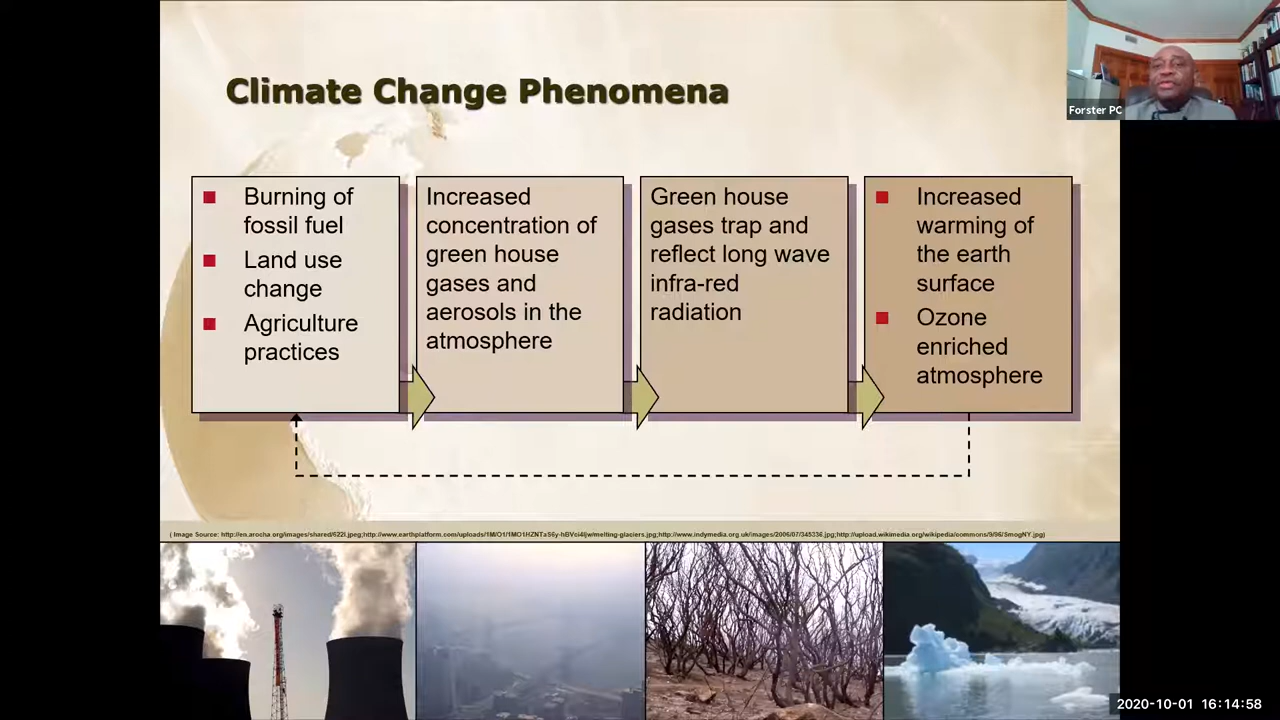 Climate Change Phenomena
Forster PC
Burning of
fossil fuel
Land use
change
Agriculture
practices
Increased
concentration of
green house
gases and
aerosols in the
atmosphere
Green house
gases trap and
reflect long wave
infra-red
radiation
Increased
warming of
the earth
surface
Ozone
enriched
atmosphere
( Image Source:
2020-10-01 16:14:58